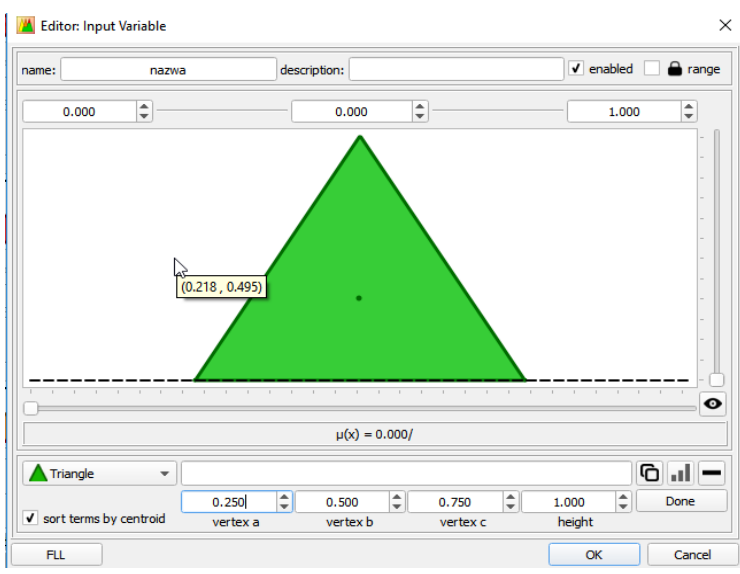 Editor: Input Variable
name: nazwa description: enabled range
0.000 0.000 1.000
(0.218 , 0.495)
µ(x) = 0.000/
Triangle
0.250 0.500 0.750 1.000 Done
sort terms by centroid vertex a vertex b vertex c height
FLL OK Cancel